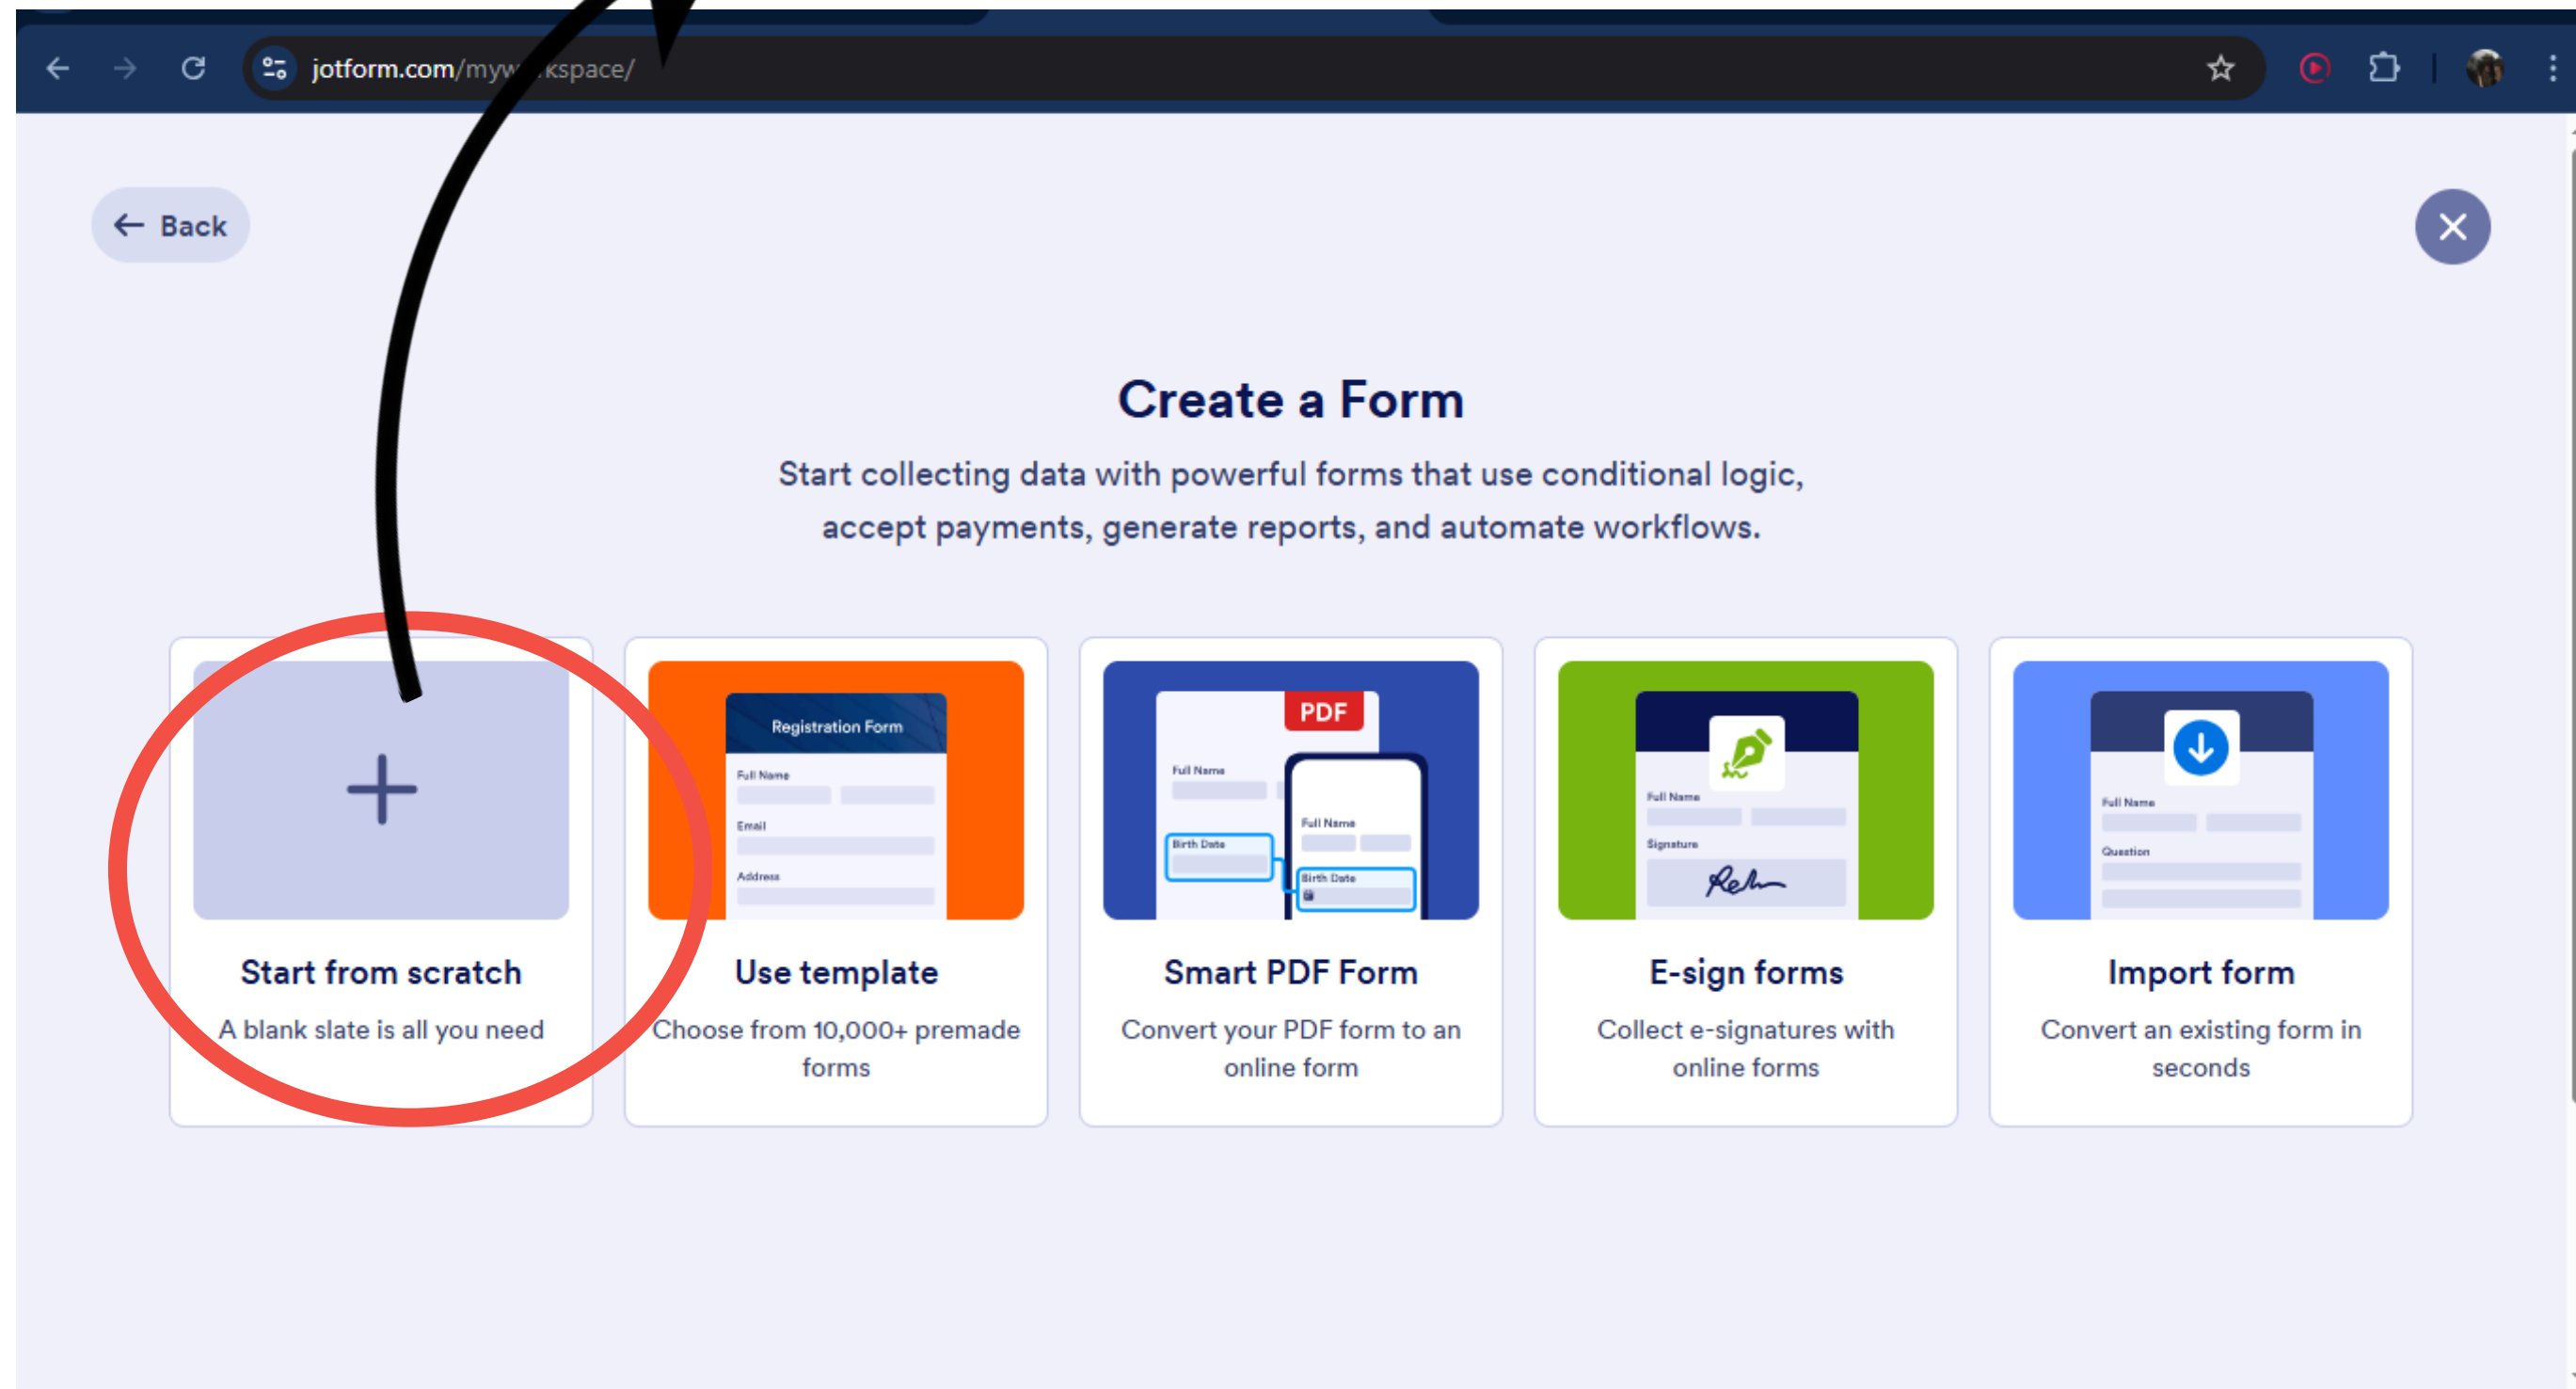 jotform.com/myworkspace/
Back
Create a Form
Start collecting data with powerful forms that use conditional logic,
accept payments, generate reports, and automate workflows.
Registration Form
Full Name
Email
Address
PDF
Full Name
Birth Date
Full Name
Birth Date
Full Name
Signature
Full Name
Question
Start from scratch
A blank slate is all you need
Use template
Choose from 10,000+ premade
forms
Smart PDF Form
Convert your PDF form to an
online form
E-sign forms
Collect e-signatures with
online forms
Import form
Convert an existing form in
seconds